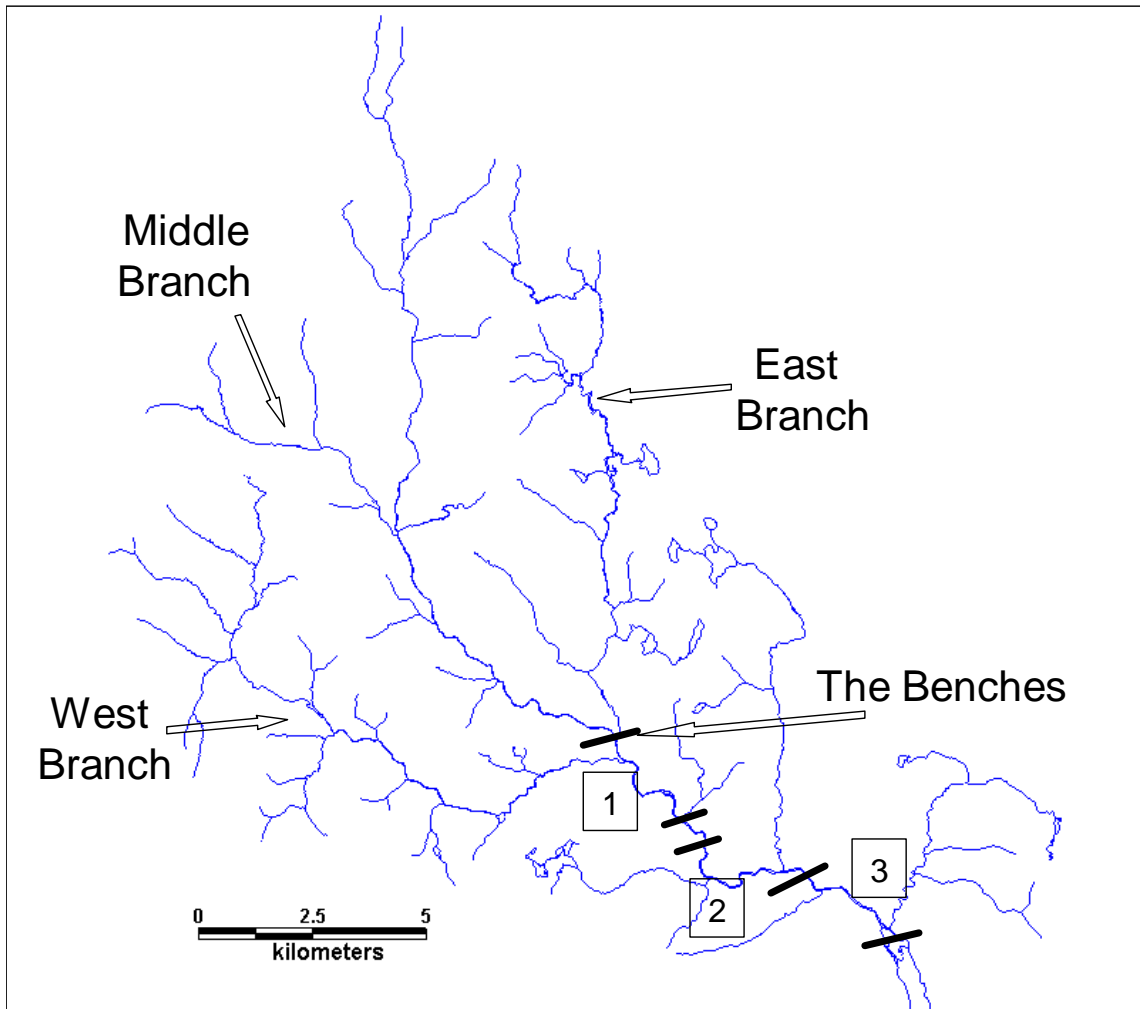 Middle
Branch
East
Branch
The Benches
West
Branch
1
3
2
0 2.5 5
kilometers